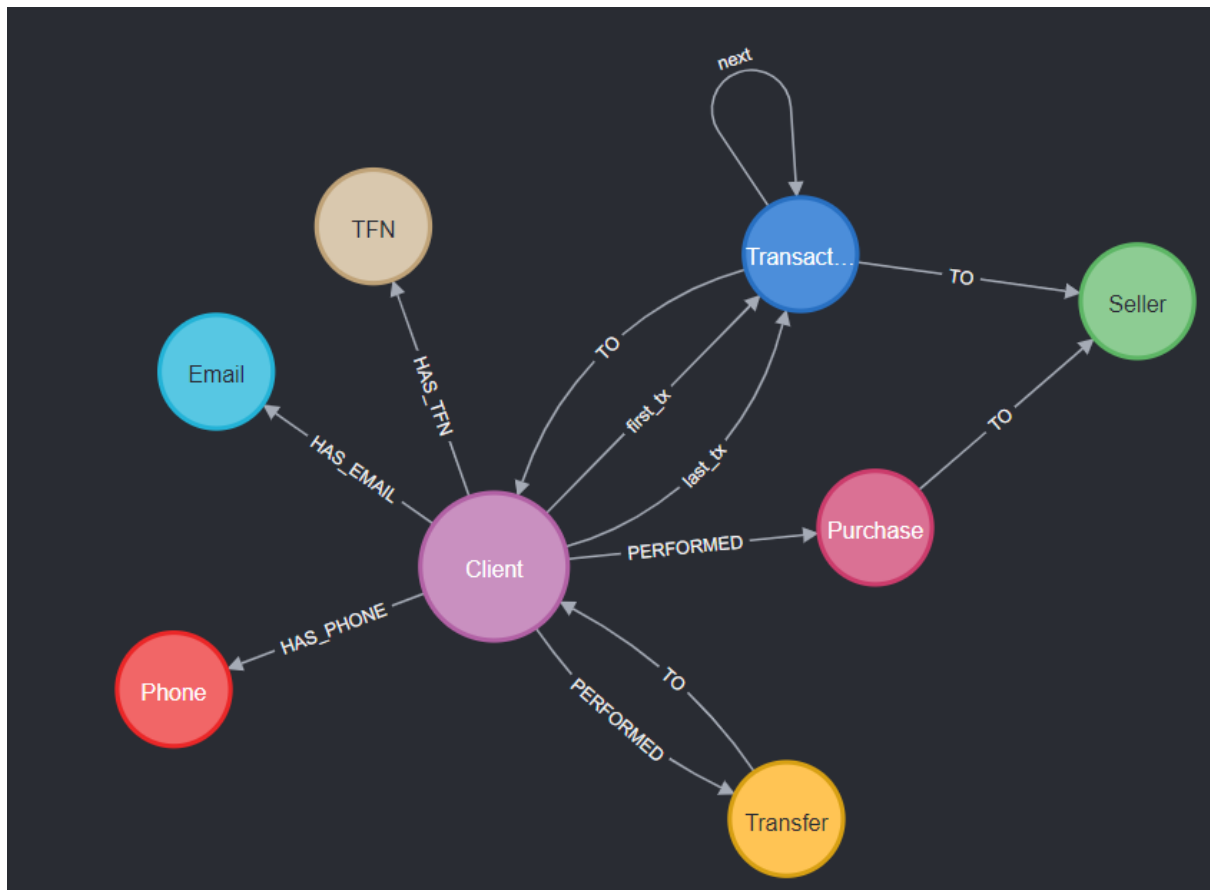 next
TFN
Transact...
TO
Seller
Email
HAS_TFN
TO
first_tx
HAS_EMAIL
last_tx
TO
Purchase
PERFORMED
Client
HAS_PHONE
Phone
TO
PERFORMED
Transfer